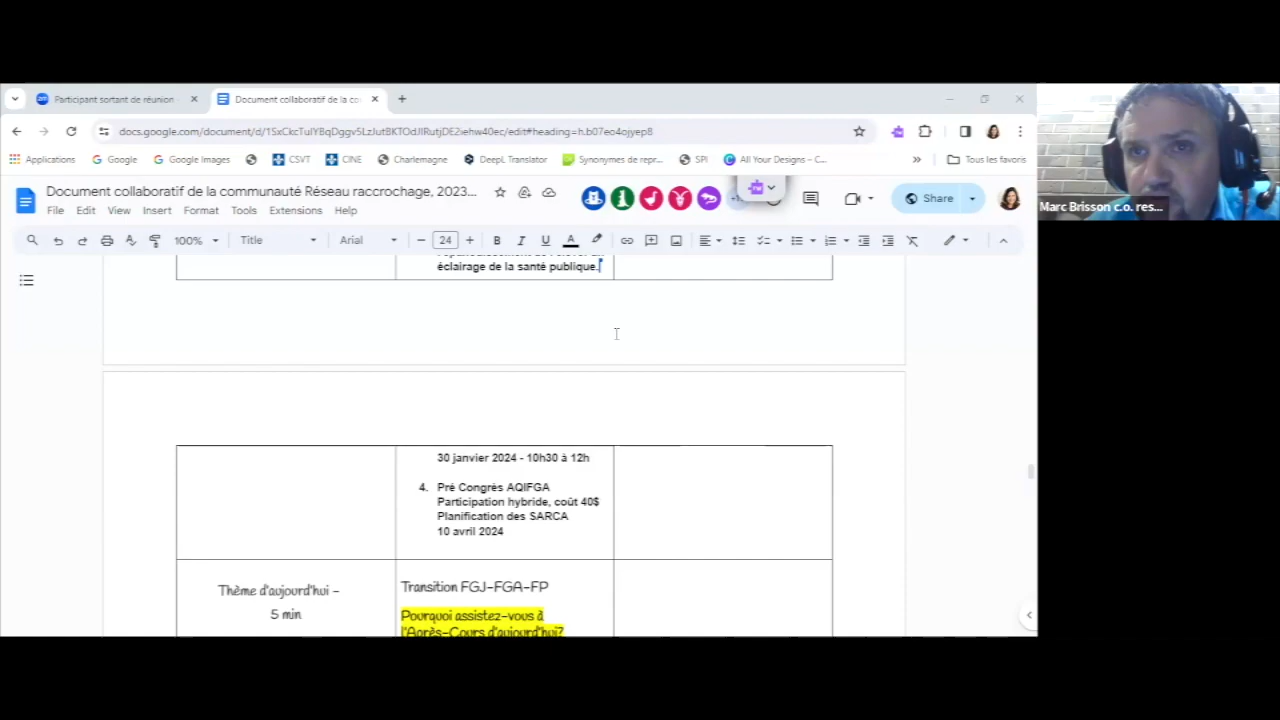 Participant sortant de réunion
Document collaboratif de la co
docs.google.com/document/d/
edit#heading=h.b07eo4ojyep8
Applications
Google
Google Images
CSVT
CINE
Charlemagne
DeepL Translator
Synonymes de repr...
SPI
All Your Designs – C...
»
Tous les favoris
Document collaboratif de la communauté Réseau raccrochage, 2023...
Share
File Edit View Insert Format Tools Extensions Help
100% Title Arial 24 B I U A
éclairage de la santé publique.
30 janvier 2024 - 10h30 à 12h
4. Pré Congrès AQIFGA
Participation hybride, coût 40$
Planification des SARCA
10 avril 2024
Thème d'aujourd'hui –
5 min
Transition FGJ-FGA-FP
Pourquoi assistez-vous à
l'Après-Cours d'aujourd'hui?
Marc Brisson c.o. res...